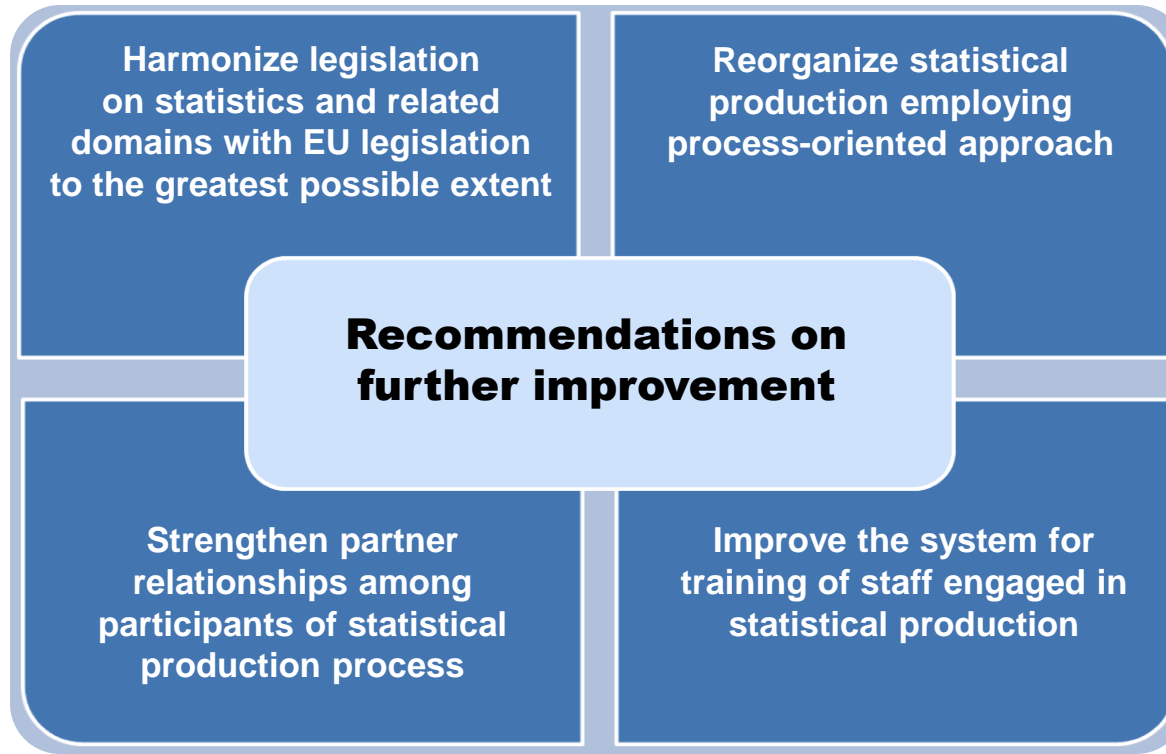 Harmonize legislation
on statistics and related
domains with EU legislation
to the greatest possible extent
Reorganize statistical
production employing
process-oriented approach
Recommendations on
further improvement
Strengthen partner
relationships among
participants of statistical
production process
Improve the system for
training of staff engaged in
statistical production